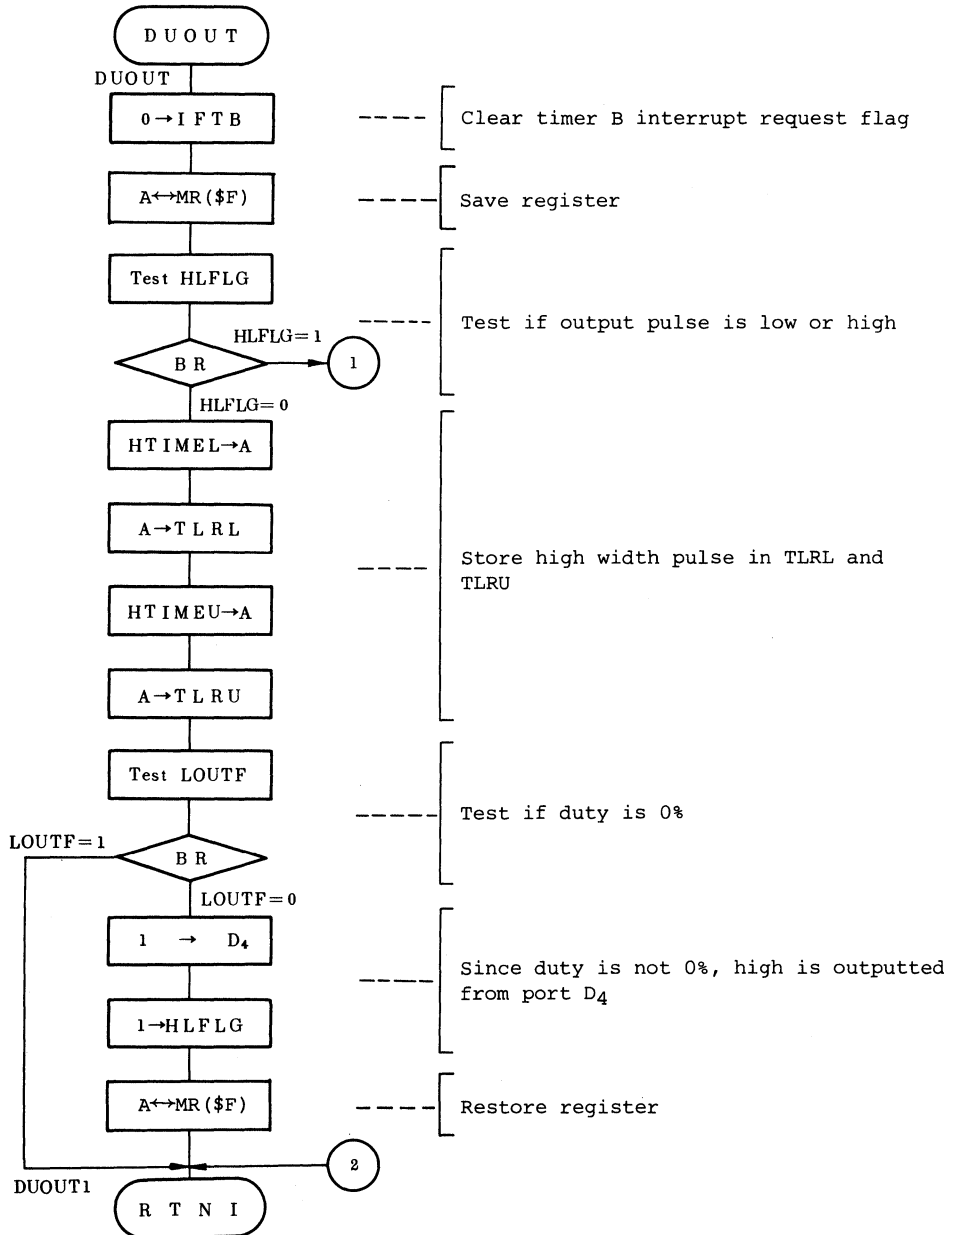 DUOUT
DUOUT
0→IFTB
Clear timer B interrupt request flag
A↔MR($F)
Save register
Test HLFLG
Test if output pulse is low or high
HLFLG=1
BR
1
HLFLG=0
HTIMEL→A
A→TLRL
Store high width pulse in TLRL and
TLRU
HTIMEU→A
A→TLRU
Test LOUTF
Test if duty is 0%
LOUTF=1
BR
LOUTF=0
1 → D₄
Since duty is not 0%, high is outputted
from port D₄
1→HLFLG
A↔MR($F)
Restore register
2
DUOUT1
RTNI